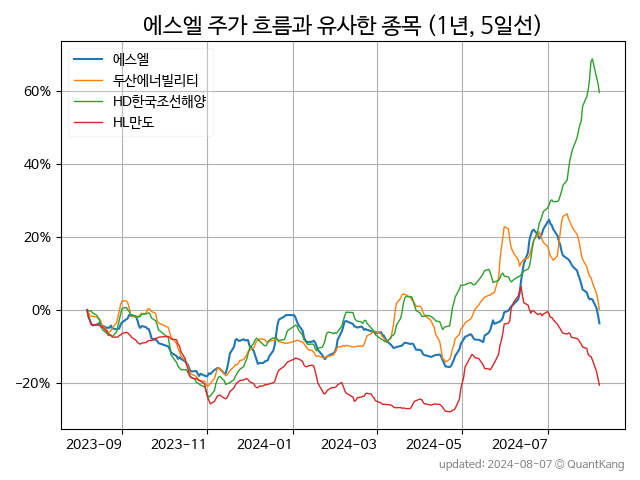 에스엘 주가 흐름과 유사한 종목 (1년, 5일선)
에스엘
두산에너빌리티
HD한국조선해양
HL만도
60%
40%
20%
0%
−20%
2023-09 2023-11 2024-01 2024-03 2024-05 2024-07
updated: 2024-08-07 © QuantKang